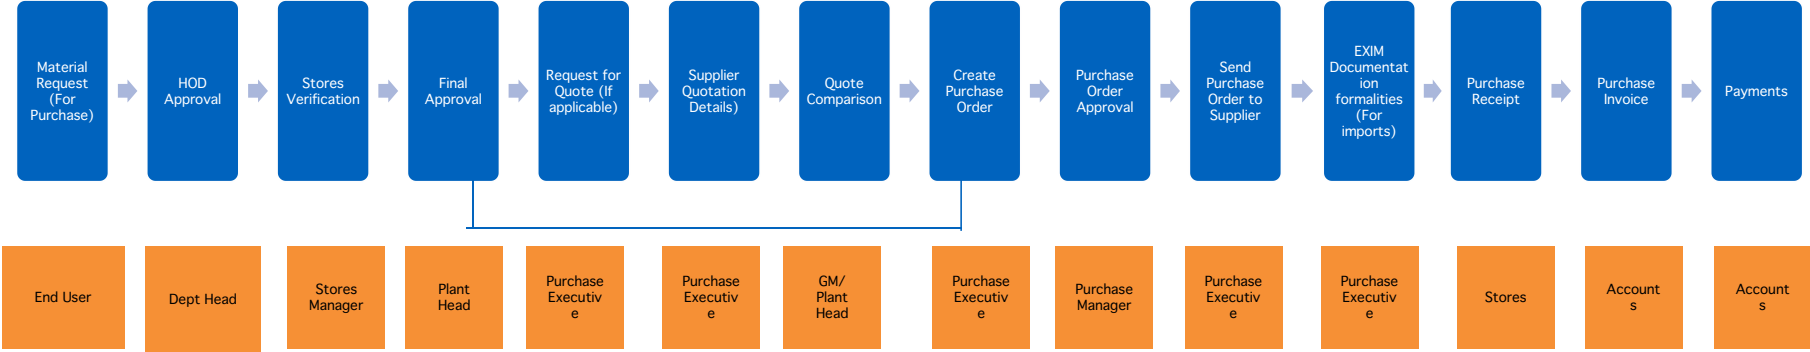 Material
Request
(For
Purchase)
HOD
Approval
Stores
Verification
Final
Approval
Request for
Quote (If
applicable)
Supplier
Quotation
Details)
Quote
Comparison
Create
Purchase
Order
Purchase
Order
Approval
Send
Purchase
Order to
Supplier
EXIM
Documentat
ion
formalities
(For
imports)
Purchase
Receipt
Purchase
Invoice
Payments
End User
Dept Head
Stores
Manager
Plant
Head
Purchase
Executiv
e
Purchase
Executiv
e
GM/
Plant
Head
Purchase
Executiv
e
Purchase
Manager
Purchase
Executiv
e
Purchase
Executiv
e
Stores
Account
s
Account
s